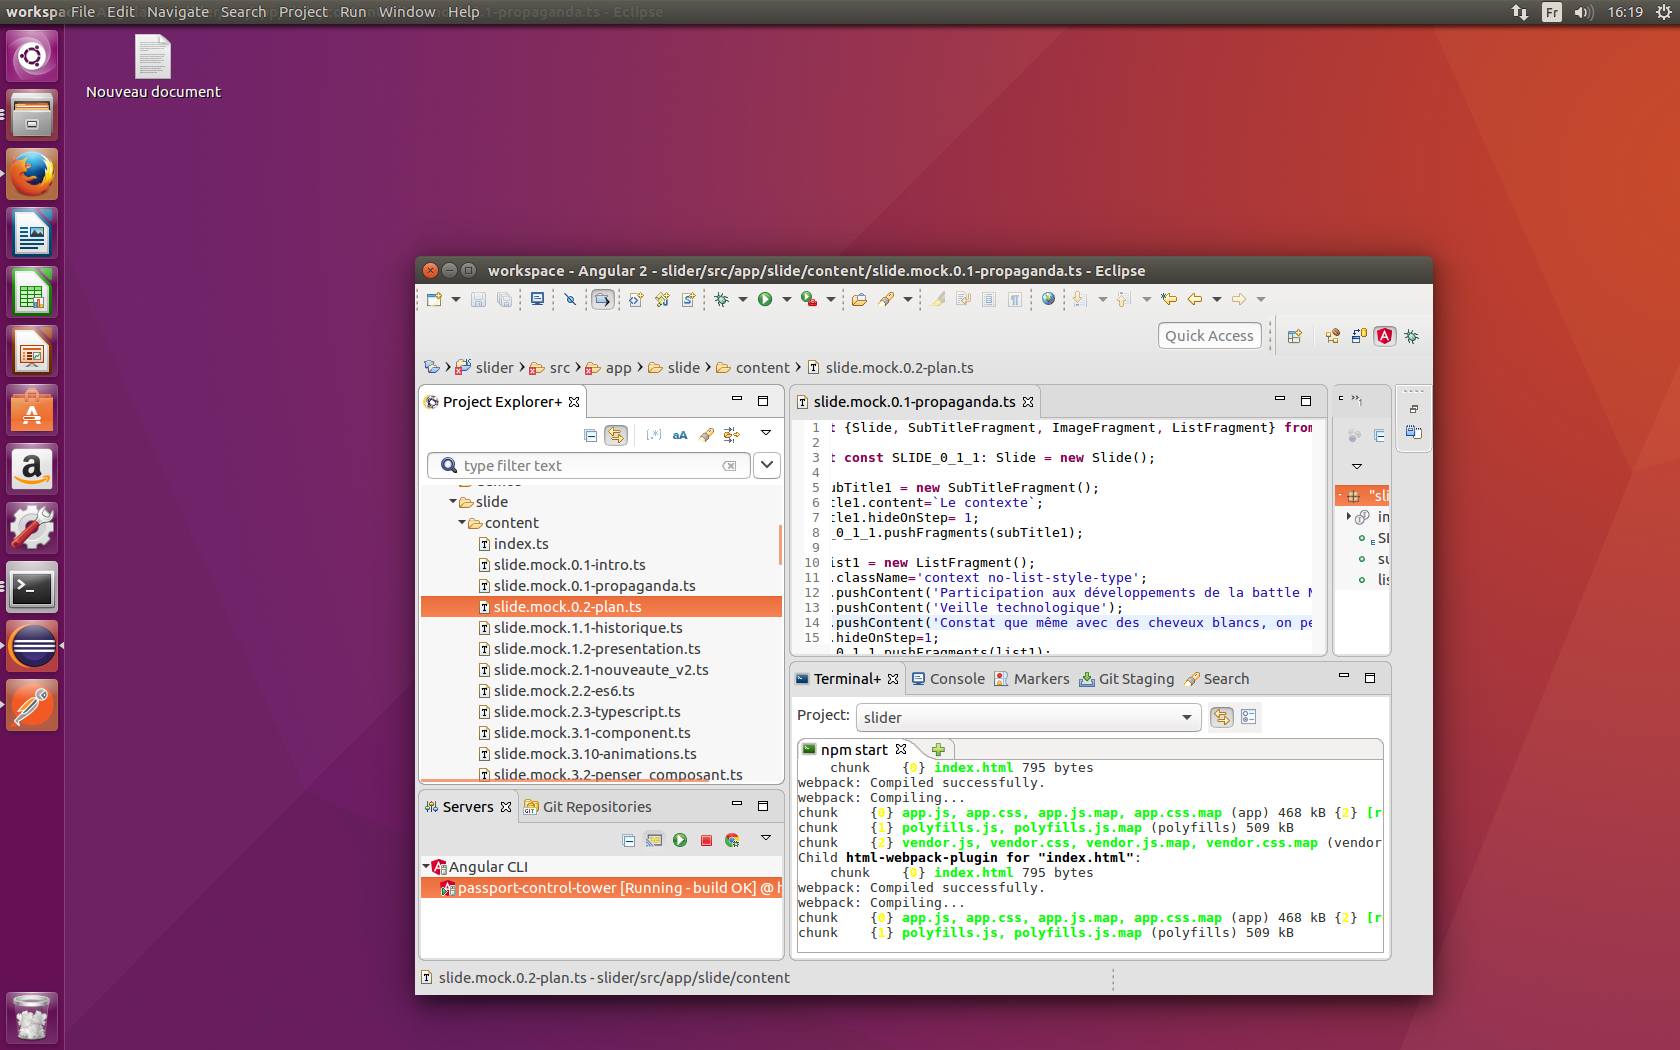 workspa File Edit Navigate Search Project Run Window Help .0.1-propaganda.ts - Eclipse
Fr 16:19
Nouveau document
workspace - Angular 2 - slider/src/app/slide/content/slide.mock.0.1-propaganda.ts - Eclipse
Quick Access
slider src app slide content slide.mock.0.2-plan.ts
Project Explorer+
type filter text
slide
content
index.ts
slide.mock.0.1-intro.ts
slide.mock.0.1-propaganda.ts
slide.mock.0.2-plan.ts
slide.mock.1.1-historique.ts
slide.mock.1.2-presentation.ts
slide.mock.2.1-nouveaute_v2.ts
slide.mock.2.2-es6.ts
slide.mock.2.3-typescript.ts
slide.mock.3.1-component.ts
slide.mock.3.10-animations.ts
slide.mock.3.2-penser_composant.ts
slide.mock.0.1-propaganda.ts
1 t {Slide, SubTitleFragment, ImageFragment, ListFragment} from
2
3 t const SLIDE_0_1_1: Slide = new Slide();
4
5 ubTitle1 = new SubTitleFragment();
6 tle1.content=`Le contexte`;
7 tle1.hideOnStep= 1;
8 _0_1_1.pushFragments(subTitle1);
9
10 ist1 = new ListFragment();
11 .className='context no-list-style-type';
12 .pushContent('Participation aux développements de la battle N
13 .pushContent('Veille technologique');
14 .pushContent('Constat que même avec des cheveux blancs, on pe
15 .hideOnStep=1;
_0_1_1.pushFragments(list1);
"sli
im
SL
su
lis
Terminal+ Console Markers Git Staging Search
Project: slider
npm start
chunk {0} index.html 795 bytes
webpack: Compiled successfully.
webpack: Compiling...
chunk {0} app.js, app.css, app.js.map, app.css.map (app) 468 kB {2} [r
chunk {1} polyfills.js, polyfills.js.map (polyfills) 509 kB
chunk {2} vendor.js, vendor.css, vendor.js.map, vendor.css.map (vendor
Child html-webpack-plugin for "index.html":
chunk {0} index.html 795 bytes
webpack: Compiled successfully.
webpack: Compiling...
chunk {0} app.js, app.css, app.js.map, app.css.map (app) 468 kB {2} [r
chunk {1} polyfills.js, polyfills.js.map (polyfills) 509 kB
Servers Git Repositories
Angular CLI
passport-control-tower [Running - build OK] @ h
slide.mock.0.2-plan.ts - slider/src/app/slide/content